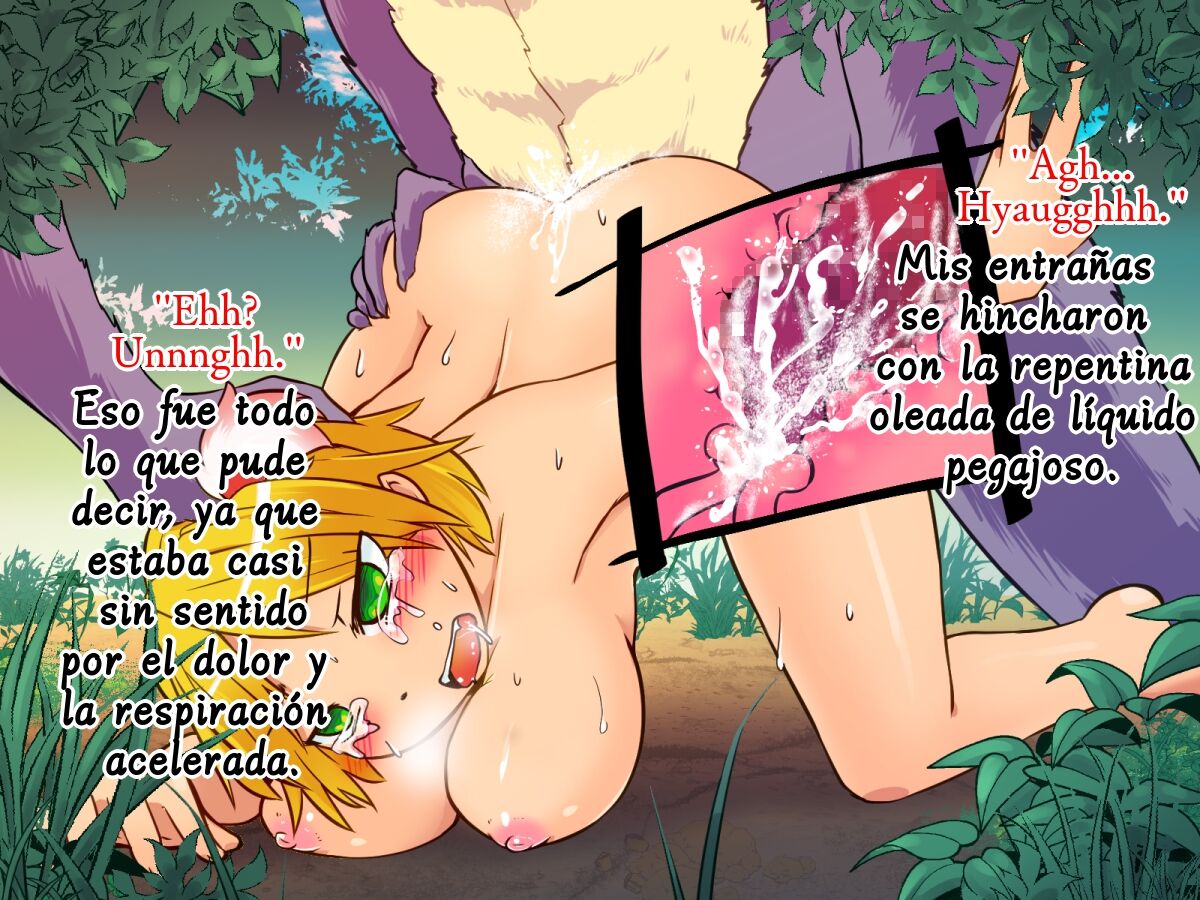 "Agh...
Hyaugghhh."
Mis entrañas
se hincharon
con la repentina
oleada de líquido
pegajoso.
"Ehh?
Unnnghh."
Eso fue todo
lo que pude
decir, ya que
estaba casi
sin sentido
por el dolor y
la respiración
acelerada.